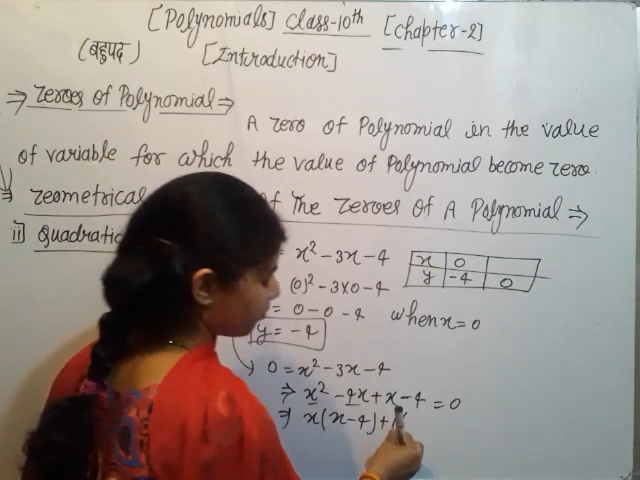 [Polynomials] Class-10th [Chapter-2]
(बहुपद) [Introduction]
⇒ Zeroes of Polynomial ⇒
A zero of Polynomial in the value
of variable for which the value of Polynomial become zero.
⇒ Zeometrical of The Zeroes Of A Polynomial ⇒
ii] Quadratic
= x² - 3x - 4
x 0
y -4 0
(0)² - 3x0 - 4
= 0 - 0 - 4 when x = 0
y = -4
0 = x² - 3x - 4
⇒ x² - 4x + x - 4 = 0
⇒ x(x-4)+